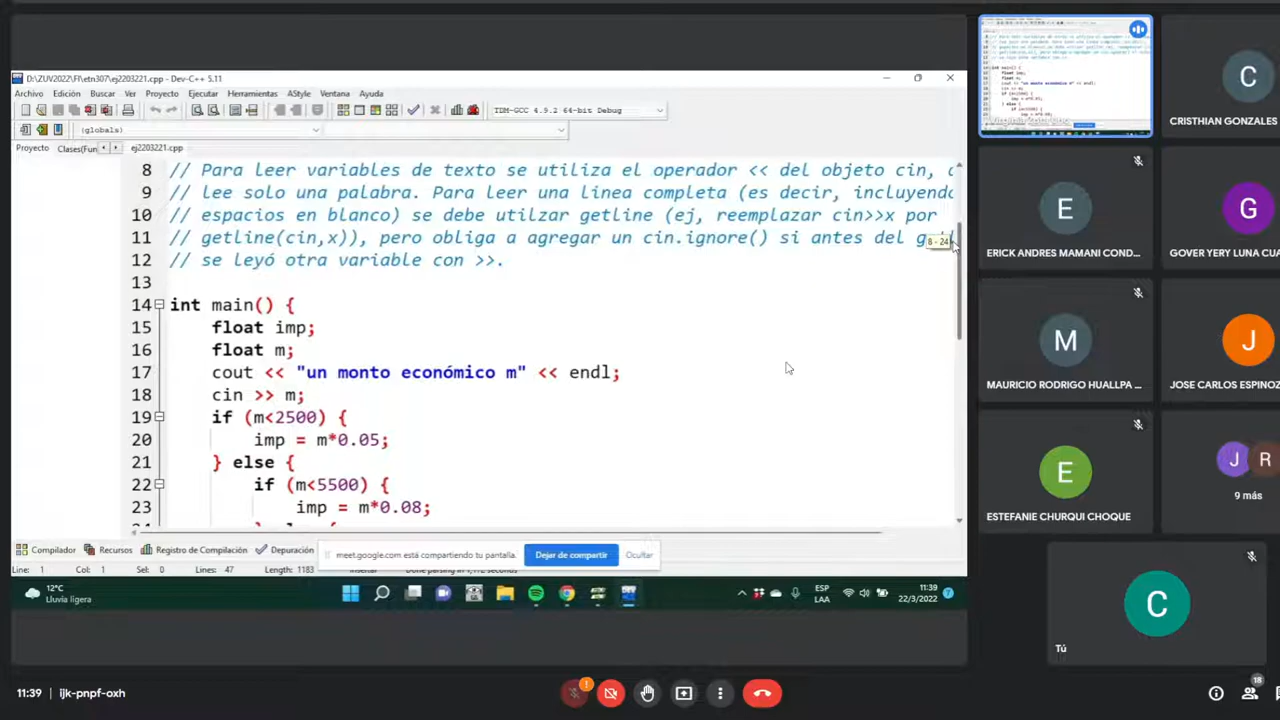 D:\ZUV2022\FI\etn307\ej2203221.cpp - Dev-C++ 5.11
Archivo Edición Buscar Ver Proyecto Ejecutar Herramientas Ventana
64-bit Debug
(globals)
Proyecto Clases(Fun ej2203221.cpp
8 // Para leer variables de texto se utiliza el operador << del objeto cin,
9 // lee solo una palabra. Para leer una linea completa (es decir, incluyendo
10 // espacios en blanco) se debe utilzar getline (ej, reemplazar cin>>x por
11 // getline(cin,x)), pero obliga a agregar un cin.ignore() si antes del
8 - 24
12 // se leyó otra variable con >>.
13
14 int main() {
15 float imp;
16 float m;
17 cout << "un monto económico m" << endl;
18 cin >> m;
19 if (m<2500) {
20 imp = m*0.05;
21 } else {
22 if (m<5500) {
23 imp = m*0.08;
Compilador Recursos Registro de Compilación Depuración
meet.google.com está compartiendo tu pantalla. Dejar de compartir Ocultar
Line: 1 Col: 1 Sel: 0 Lines: 47 Length: 1183 Insertar
12°C
Lluvia ligera
ESP
LAA
11:39
22/3/2022
7
C
CRISTHIAN GONZALES
E
ERICK ANDRES MAMANI COND...
G
GOVER YERY LUNA CUA
M
MAURICIO RODRIGO HUALLPA ...
J
JOSE CARLOS ESPINOZ
E
ESTEFANIE CHURQUI CHOQUE
J R
9 más
C
Tú
11:39 | ijk-pnpf-oxh
18